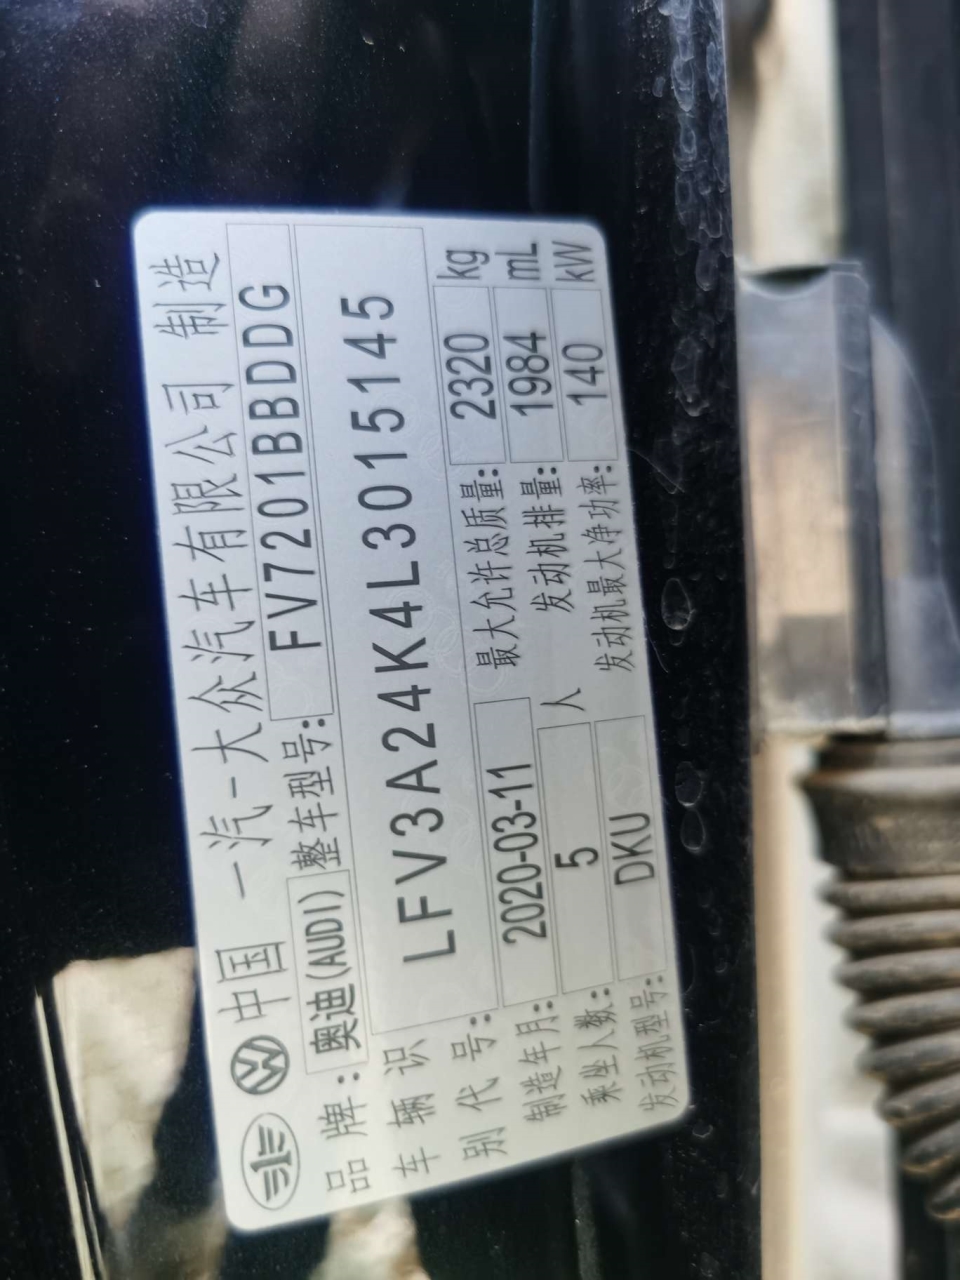 中国 一汽-大众汽车有限公司 制造
品牌: 奥迪(AUDI) 整车型号: FV7201BBDDG
车辆识
别代号: LFV3A24K4L3015145
制造年月: 2020-03-11 最大允许总质量: 2320 kg
乘坐人数: 5 人 发动机排量: 1984 mL
发动机型号: DKU 发动机最大净功率: 140 kW